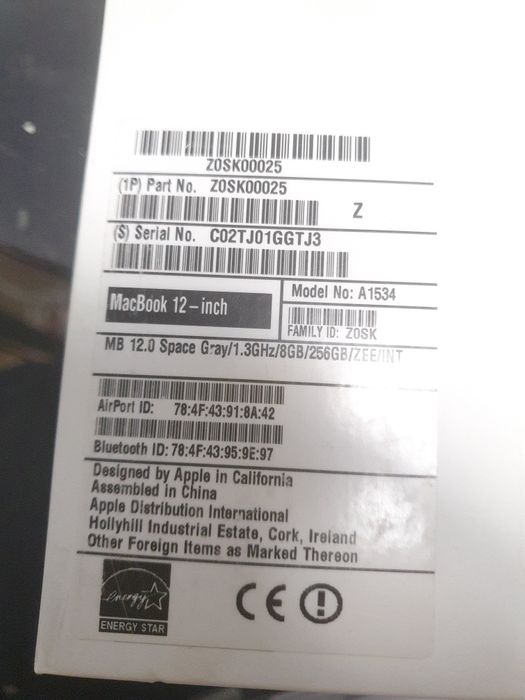 Z0SK00025
(1P) Part No. Z0SK00025
Z
(S) Serial No. C02TJ01GGTJ3
MacBook 12-inch
Model No: A1534
FAMILY ID: Z0SK
MB 12.0 Space Gray/1.3GHz/8GB/256GB/ZEE/INT
AirPort ID: 78:4F:43:91:8A:42
Bluetooth ID: 78:4F:43:95:9E:97
Designed by Apple in California
Assembled in China
Apple Distribution International
Hollyhill Industrial Estate, Cork, Ireland
Other Foreign Items as Marked Thereon
energy
ENERGY STAR
CE